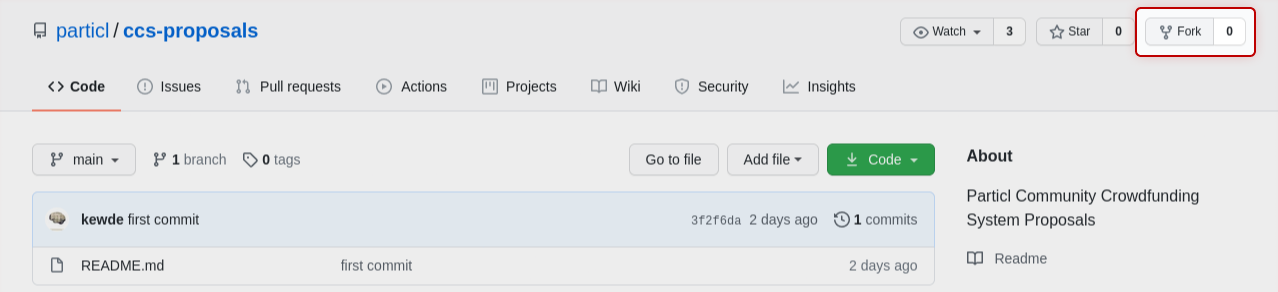 particl / ccs-proposals Watch 3 Star 0 Fork 0
Code Issues Pull requests Actions Projects Wiki Security Insights
main 1 branch 0 tags Go to file Add file Code
About
Particl Community Crowdfunding
System Proposals
Readme
kewde first commit 3f2f6da 2 days ago 1 commits
README.md first commit 2 days ago